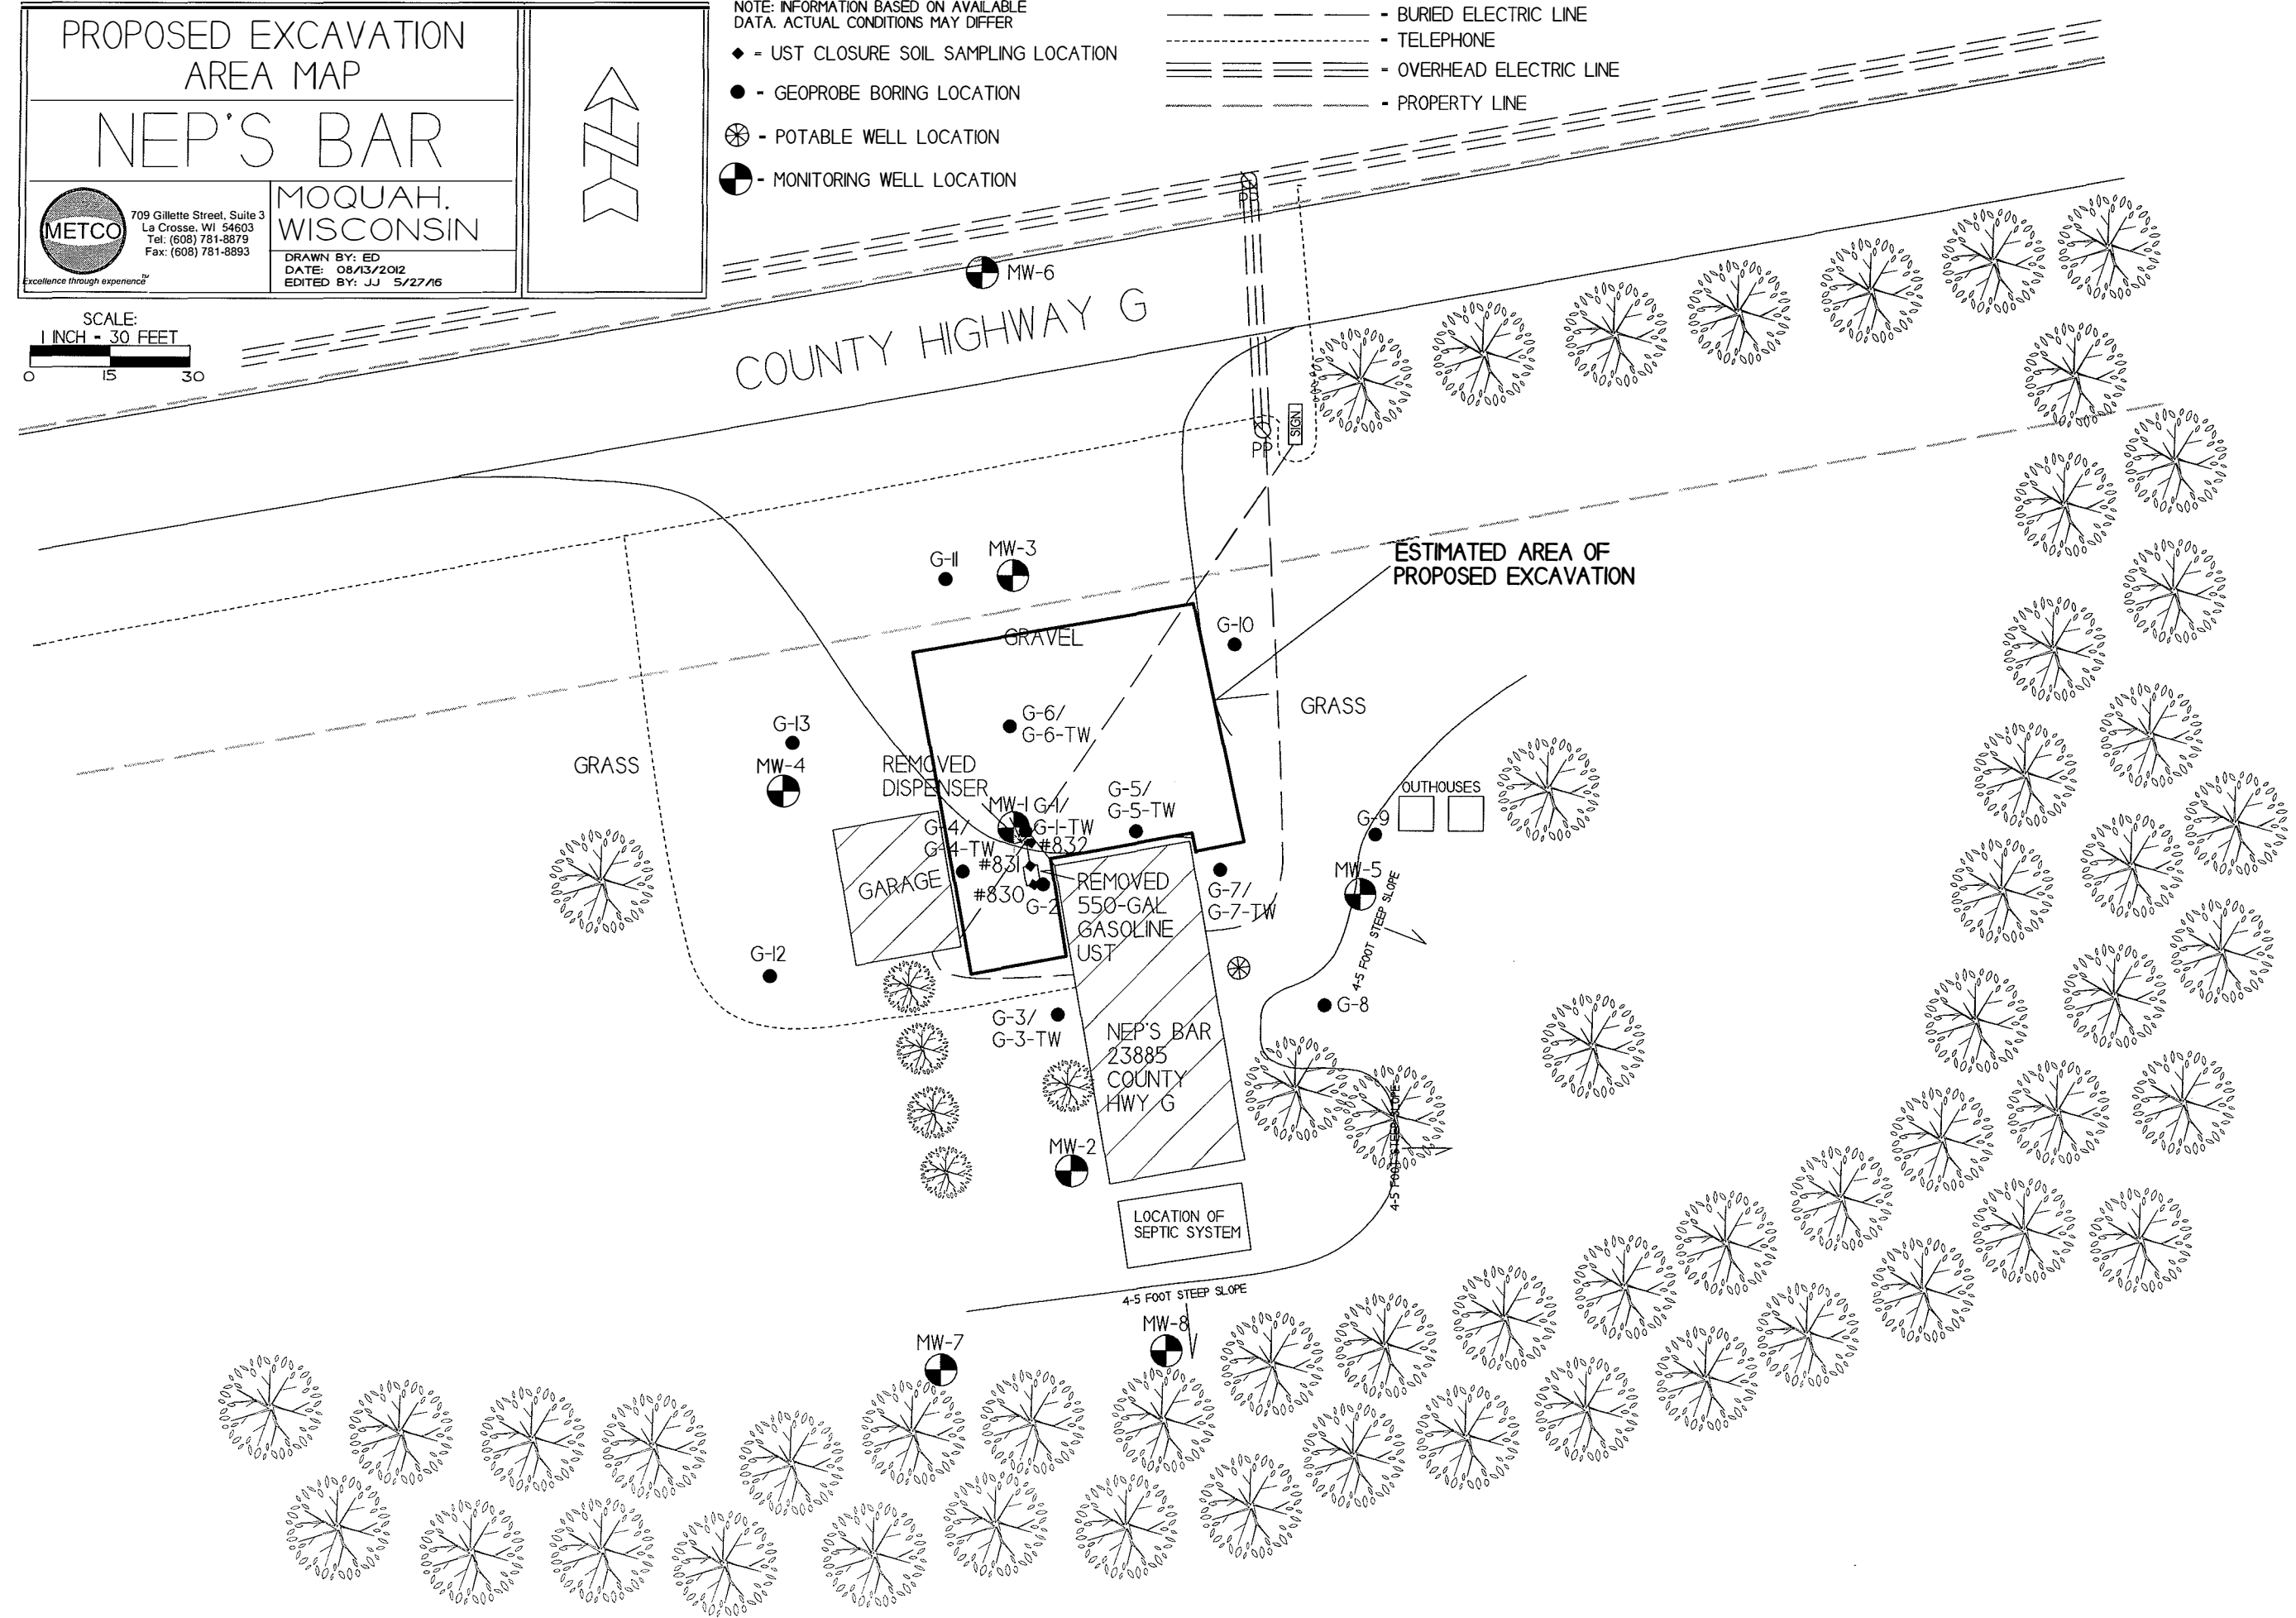 PROPOSED EXCAVATION
AREA MAP
NEP'S BAR
METCO
Excellence through experience™
709 Gillette Street, Suite 3
La Crosse, WI 54603
Tel: (608) 781-8879
Fax: (608) 781-8893
MOQUAH,
WISCONSIN
DRAWN BY: ED
DATE: 08/13/2012
EDITED BY: JJ 5/27/16
N
SCALE:
1 INCH = 30 FEET
0 15 30
NOTE: INFORMATION BASED ON AVAILABLE
DATA. ACTUAL CONDITIONS MAY DIFFER
= UST CLOSURE SOIL SAMPLING LOCATION
- GEOPROBE BORING LOCATION
- POTABLE WELL LOCATION
- MONITORING WELL LOCATION
- BURIED ELECTRIC LINE
- TELEPHONE
= OVERHEAD ELECTRIC LINE
- PROPERTY LINE
PP
MW-6
COUNTY HIGHWAY G
SIGN
PP
G-11
MW-3
ESTIMATED AREA OF
PROPOSED EXCAVATION
GRAVEL
G-10
GRASS
G-6/
G-6-TW
G-13
MW-4
GRASS
REMOVED
DISPENSER
MW-1
G-1/
G-1-TW
G-5/
G-5-TW
OUTHOUSES
G-9
G-4/
G-4-TW
#832
#831
#830
G-2
GARAGE
REMOVED
550-GAL
GASOLINE
UST
G-7/
G-7-TW
MW-5
4-5 FOOT STEEP SLOPE
G-12
G-3/
G-3-TW
G-8
NEP'S BAR
23885
COUNTY
HWY G
4-5 FOOT STEEP SLOPE
MW-2
LOCATION OF
SEPTIC SYSTEM
4-5 FOOT STEEP SLOPE
MW-8
MW-7